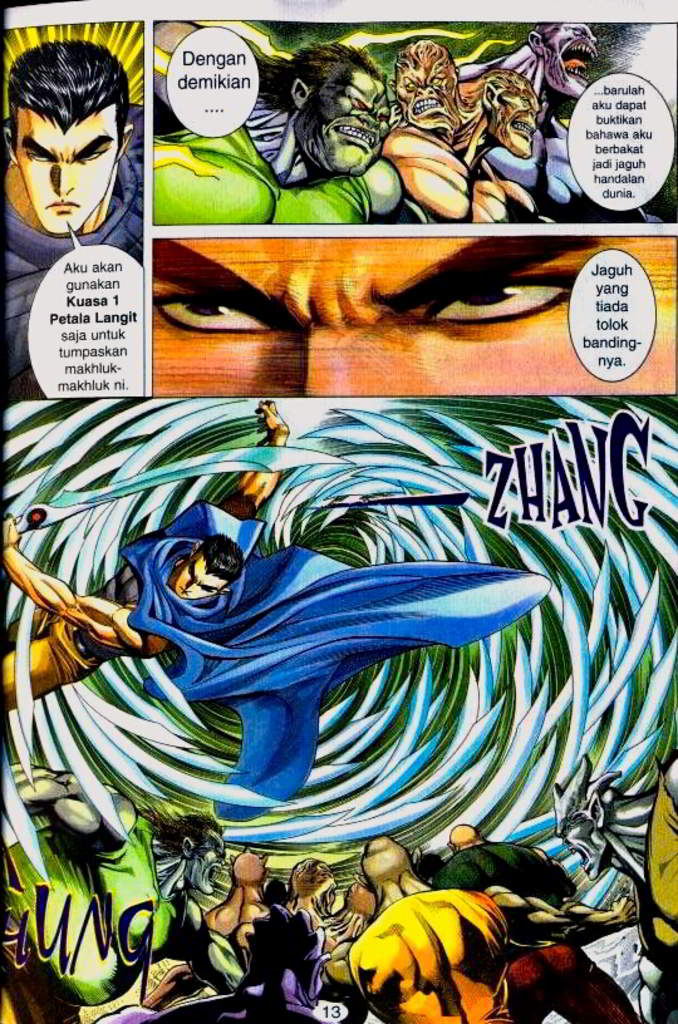 Aku akan
gunakan
Kuasa 1
Petala Langit
saja untuk
tumpaskan
makhluk-
makhluk ni.
Dengan
demikian
....
...barulah
aku dapat
buktikan
bahawa aku
berbakat
jadi jaguh
handalan
dunia.
Jaguh
yang
tiada
tolok
banding-
nya.
ZHANG
UNG
13